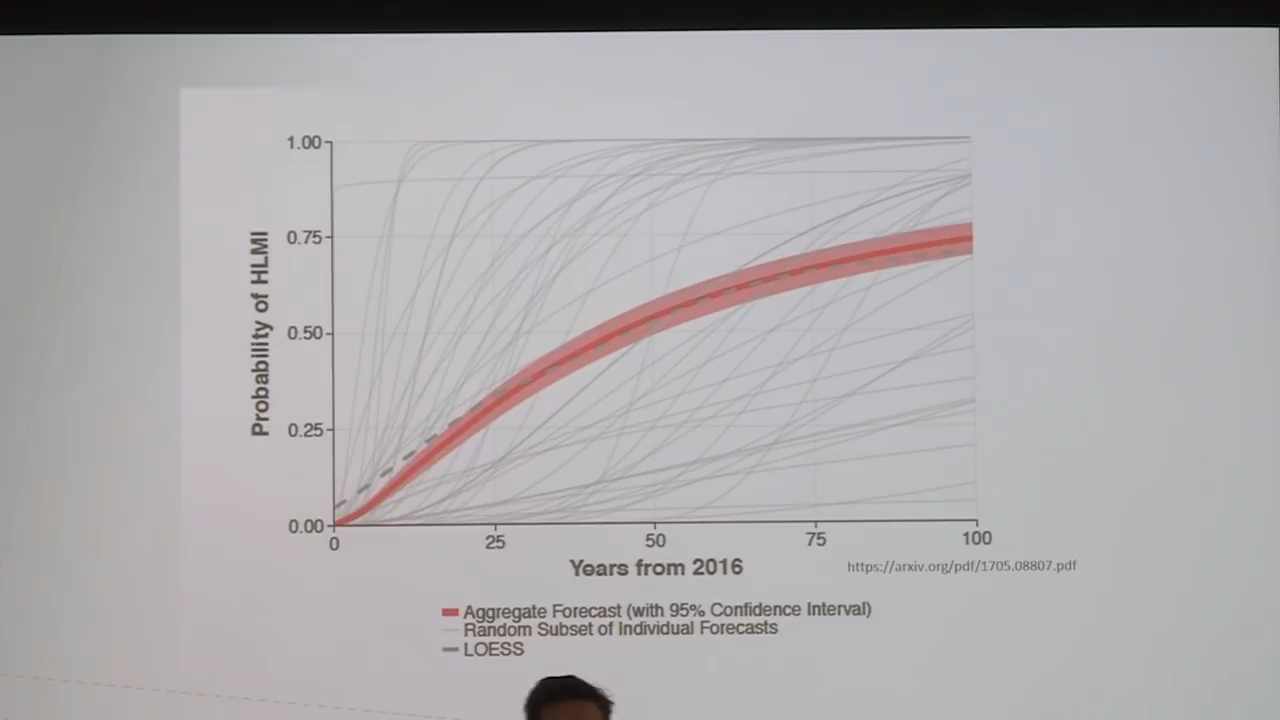 1.00
0.75
0.50
0.25
0.00
Probability of HLMI
0 25 50 75 100
Years from 2016
https://arxiv.org/pdf/1705.08807.pdf
Aggregate Forecast (with 95% Confidence Interval)
Random Subset of Individual Forecasts
LOESS